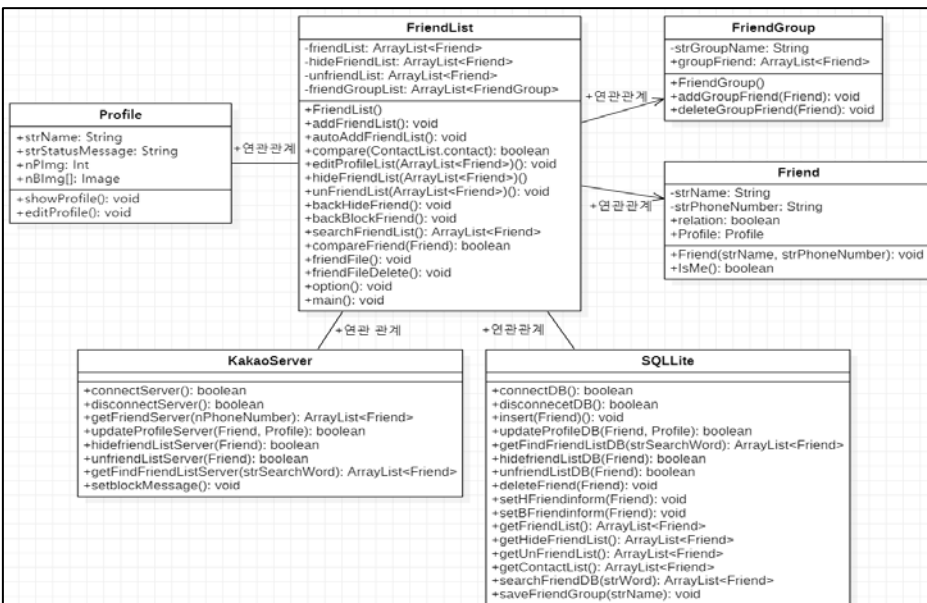 FriendList
-friendList: ArrayList<Friend>
-hideFriendList: ArrayList<Friend>
-unfriendList: ArrayList<Friend>
-friendGroupList: ArrayList<FriendGroup>
+FriendList()
+addFriendList(): void
+autoAddFriendList(): void
+compare(ContactList.contact): boolean
+editProfileList(ArrayList<Friend>)(): void
+hideFriendList(ArrayList<Friend>)()
+unFriendList(ArrayList<Friend>)(): void
+backHideFriend(): void
+backBlockFriend(): void
+searchFriendList(): ArrayList<Friend>
+compareFriend(Friend): boolean
+friendFile(): void
+friendFileDelete(): void
+option(): void
+main(): void
FriendGroup
-strGroupName: String
+groupFriend: ArrayList<Friend>
+FriendGroup()
+addGroupFriend(Friend): void
+deleteGroupFriend(Friend): void
+연관관계
Profile
+strName: String
+strStatusMessage: String
+nPImg: Int
+nBImg[]: Image
+showProfile(): void
+editProfile(): void
+연관관계
Friend
-strName: String
-strPhoneNumber: String
+relation: boolean
+Profile: Profile
+Friend(strName, strPhoneNumber): void
+IsMe(): boolean
+연관관계
+연관 관계
+연관관계
KakaoServer
+connectServer(): boolean
+disconnectServer(): boolean
+getFriendServer(nPhoneNumber): ArrayList<Friend>
+updateProfileServer(Friend, Profile): boolean
+hidefriendListServer(Friend): boolean
+unfriendListServer(Friend): boolean
+getFindFriendListServer(strSearchWord): ArrayList<Friend>
+setblockMessage(): void
SQLLite
+connectDB(): boolean
+disconnecetDB(): boolean
+insert(Friend)(): void
+updateProfileDB(Friend, Profile): boolean
+getFindFriendListDB(strSearchWord): ArrayList<Friend>
+hidefriendListDB(Friend): boolean
+unfriendListDB(Friend): boolean
+deleteFriend(Friend): void
+setHFriendinform(Friend): void
+setBFriendinform(Friend): void
+getFriendList(): ArrayList<Friend>
+getHideFriendList(): ArrayList<Friend>
+getUnFriendList(): ArrayList<Friend>
+getContactList(): ArrayList<Friend>
+searchFriendDB(strWord): ArrayList<Friend>
+saveFriendGroup(strName): void